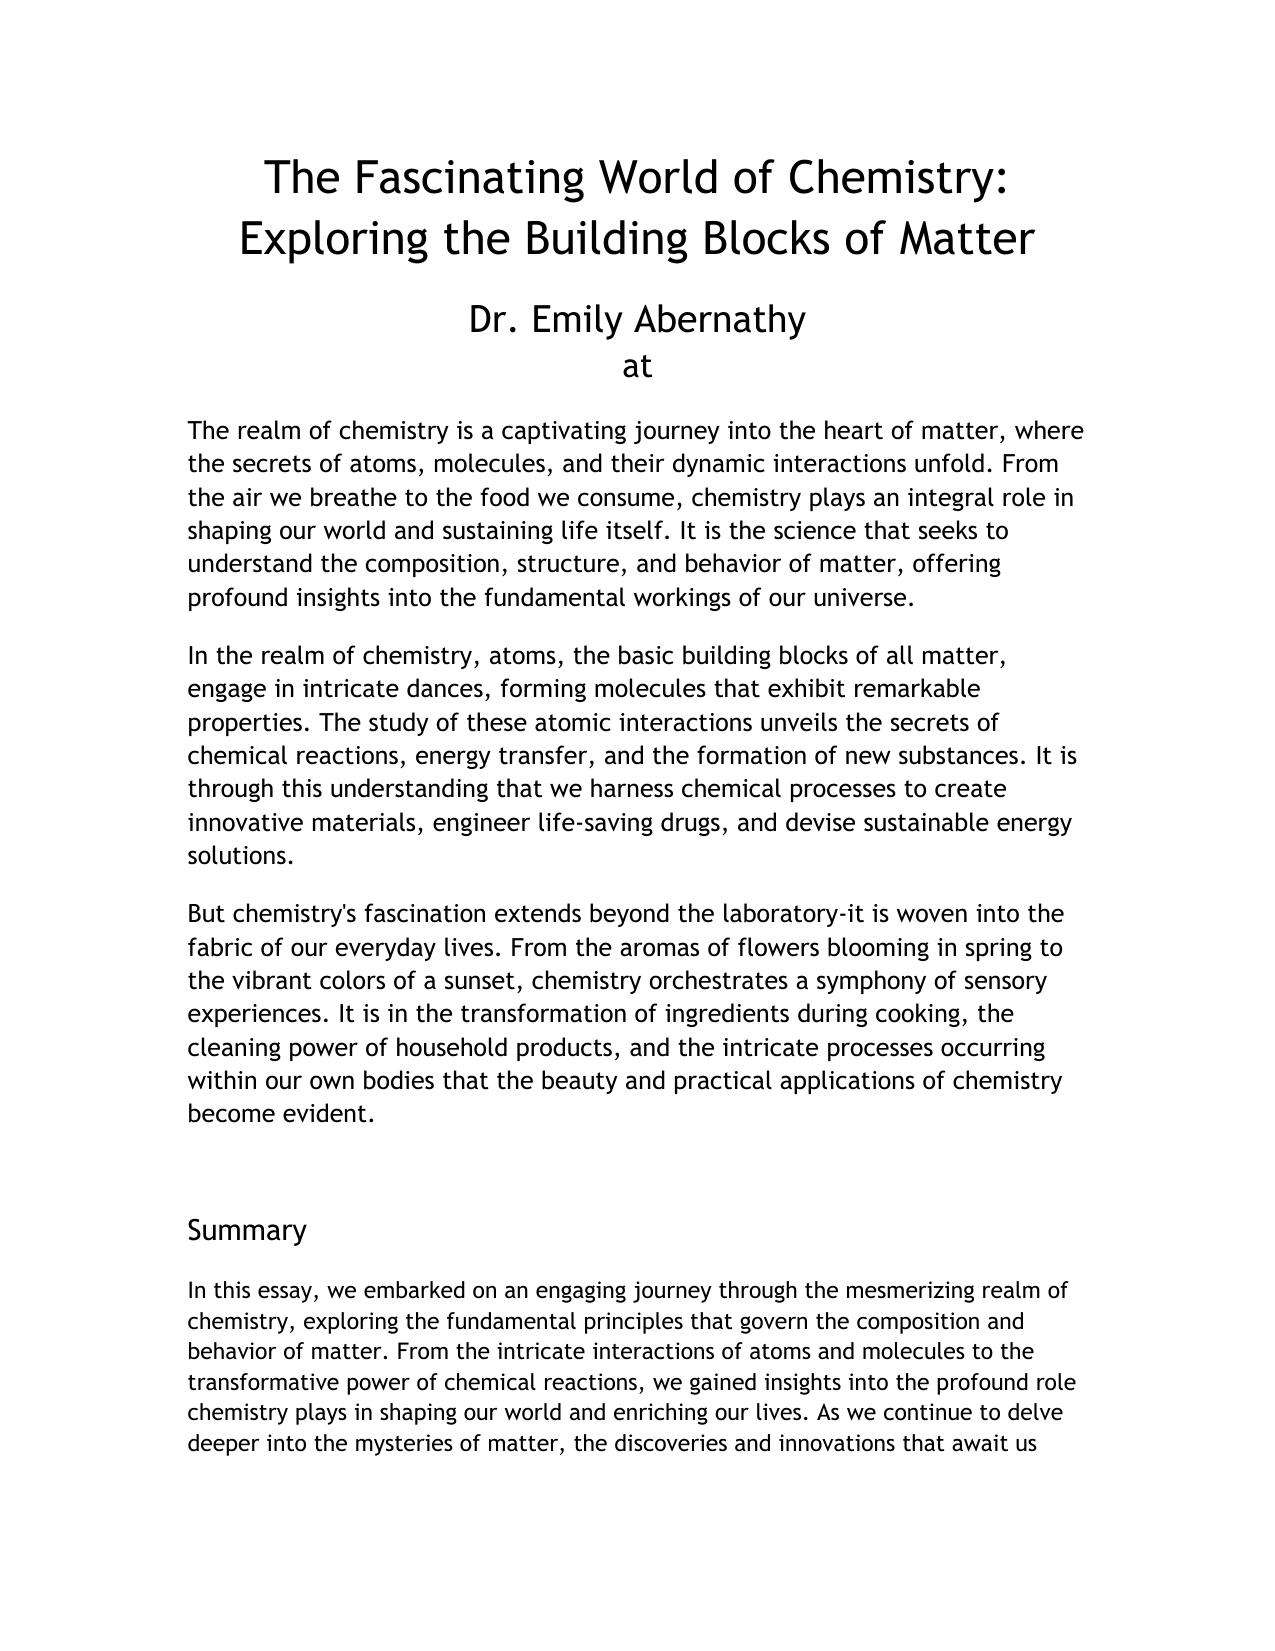 The Fascinating World of Chemistry:
Exploring the Building Blocks of Matter
Dr. Emily Abernathy
at
The realm of chemistry is a captivating journey into the heart of matter, where
the secrets of atoms, molecules, and their dynamic interactions unfold. From
the air we breathe to the food we consume, chemistry plays an integral role in
shaping our world and sustaining life itself. It is the science that seeks to
understand the composition, structure, and behavior of matter, offering
profound insights into the fundamental workings of our universe.
In the realm of chemistry, atoms, the basic building blocks of all matter,
engage in intricate dances, forming molecules that exhibit remarkable
properties. The study of these atomic interactions unveils the secrets of
chemical reactions, energy transfer, and the formation of new substances. It is
through this understanding that we harness chemical processes to create
innovative materials, engineer life-saving drugs, and devise sustainable energy
solutions.
But chemistry's fascination extends beyond the laboratory-it is woven into the
fabric of our everyday lives. From the aromas of flowers blooming in spring to
the vibrant colors of a sunset, chemistry orchestrates a symphony of sensory
experiences. It is in the transformation of ingredients during cooking, the
cleaning power of household products, and the intricate processes occurring
within our own bodies that the beauty and practical applications of chemistry
become evident.
Summary
In this essay, we embarked on an engaging journey through the mesmerizing realm of
chemistry, exploring the fundamental principles that govern the composition and
behavior of matter. From the intricate interactions of atoms and molecules to the
transformative power of chemical reactions, we gained insights into the profound role
chemistry plays in shaping our world and enriching our lives. As we continue to delve
deeper into the mysteries of matter, the discoveries and innovations that await us